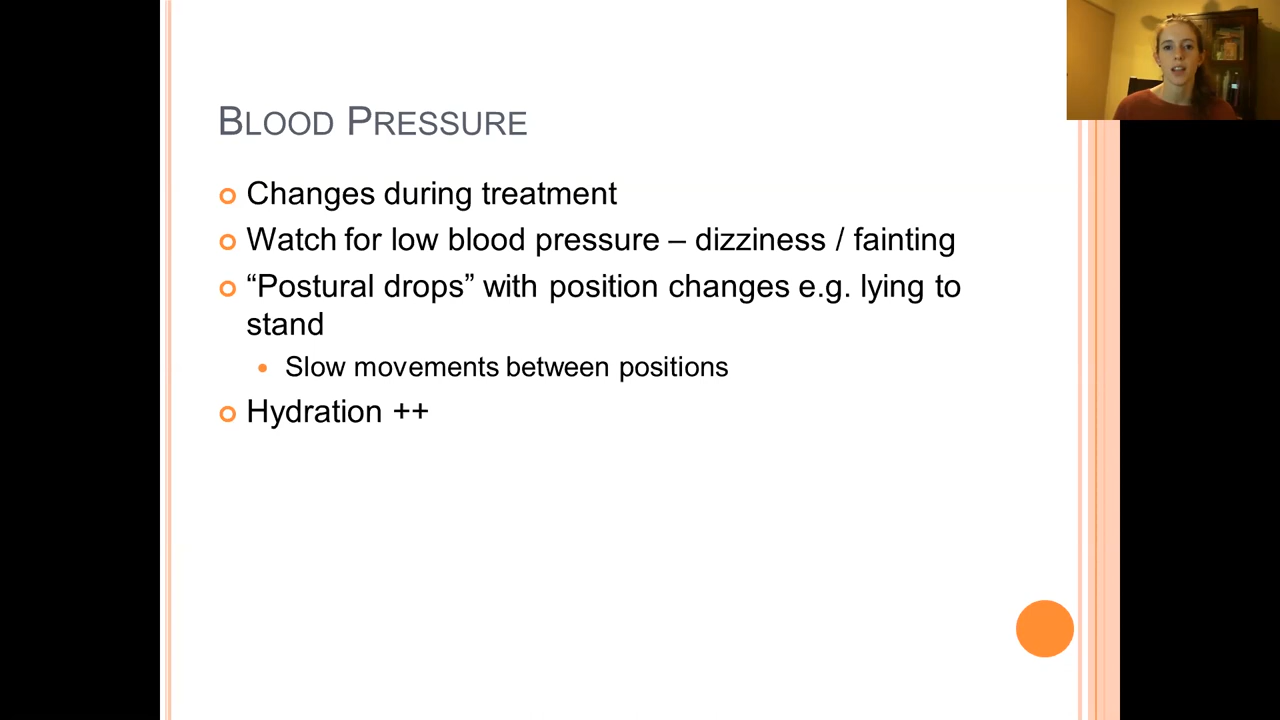 BLOOD PRESSURE
Changes during treatment
Watch for low blood pressure – dizziness / fainting
“Postural drops” with position changes e.g. lying to
stand
Slow movements between positions
Hydration ++